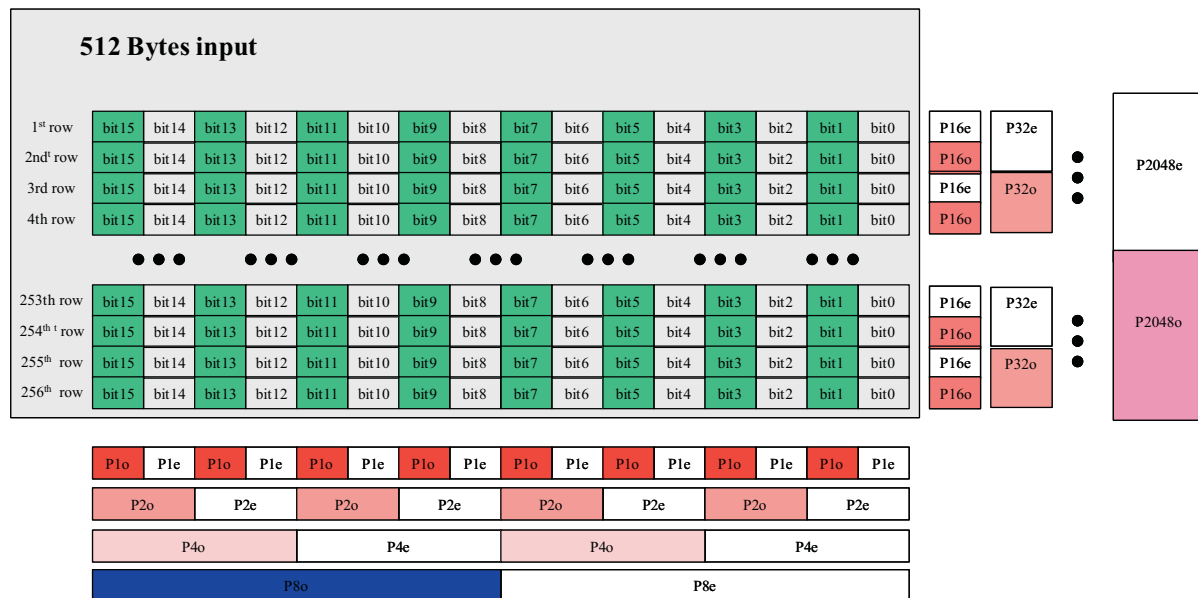 512 Bytes input
1st row bit15 bit14 bit13 bit12 bit11 bit10 bit9 bit8 bit7 bit6 bit5 bit4 bit3 bit2 bit1 bit0 P16e P32e
2ndt row bit15 bit14 bit13 bit12 bit11 bit10 bit9 bit8 bit7 bit6 bit5 bit4 bit3 bit2 bit1 bit0 P16o
P2048e
3rd row bit15 bit14 bit13 bit12 bit11 bit10 bit9 bit8 bit7 bit6 bit5 bit4 bit3 bit2 bit1 bit0 P16e P32o
4th row bit15 bit14 bit13 bit12 bit11 bit10 bit9 bit8 bit7 bit6 bit5 bit4 bit3 bit2 bit1 bit0 P16o
253th row bit15 bit14 bit13 bit12 bit11 bit10 bit9 bit8 bit7 bit6 bit5 bit4 bit3 bit2 bit1 bit0 P16e P32e
254th t row bit15 bit14 bit13 bit12 bit11 bit10 bit9 bit8 bit7 bit6 bit5 bit4 bit3 bit2 bit1 bit0 P16o P2048o
255th row bit15 bit14 bit13 bit12 bit11 bit10 bit9 bit8 bit7 bit6 bit5 bit4 bit3 bit2 bit1 bit0 P16e P32o
256th row bit15 bit14 bit13 bit12 bit11 bit10 bit9 bit8 bit7 bit6 bit5 bit4 bit3 bit2 bit1 bit0 P16o
P1o P1e P1o P1e P1o P1e P1o P1e P1o P1e P1o P1e P1o P1e P1o P1e
P2o P2e P2o P2e P2o P2e P2o P2e
P4o P4e P4o P4e
P8o P8e